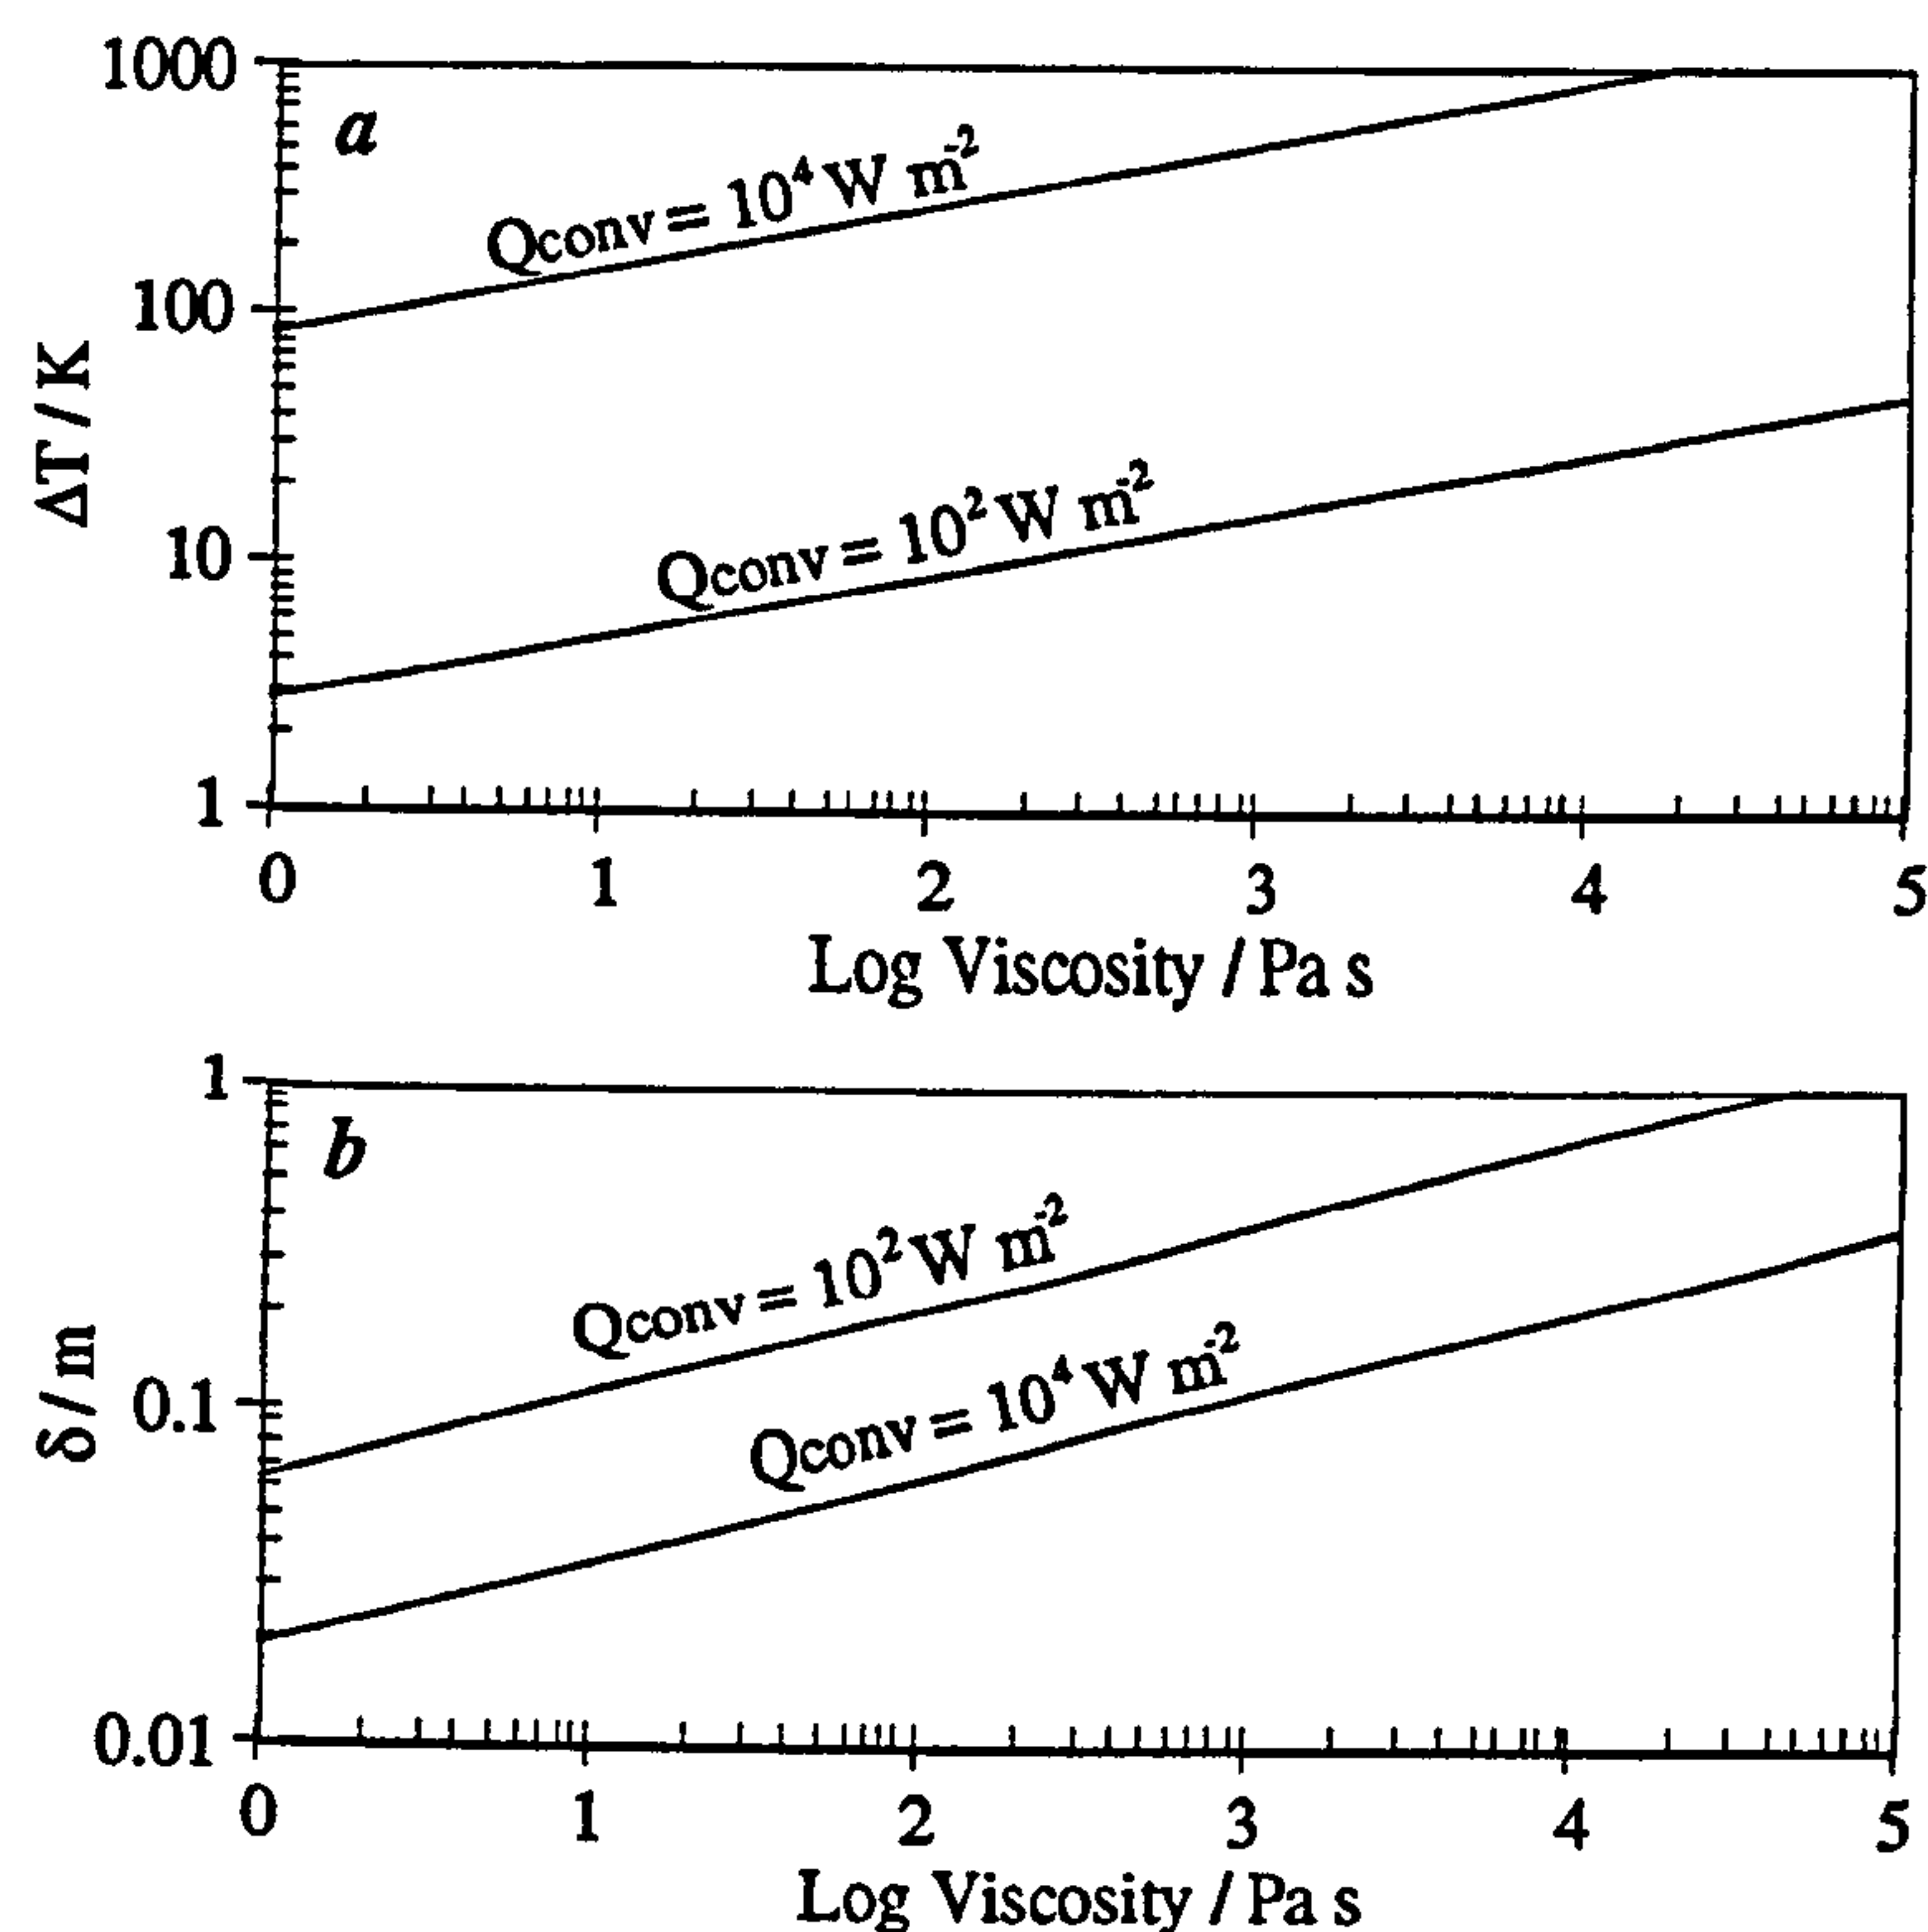 1000
a
Qconv = 10⁴ W m⁻²
100
ΔT / K
Qconv = 10² W m⁻²
10
1
0 1 2 3 4 5
Log Viscosity / Pa s
1
b
Qconv = 10² W m⁻²
δ / m
0.1
Qconv = 10⁴ W m⁻²
0.01
0 1 2 3 4 5
Log Viscosity / Pa s